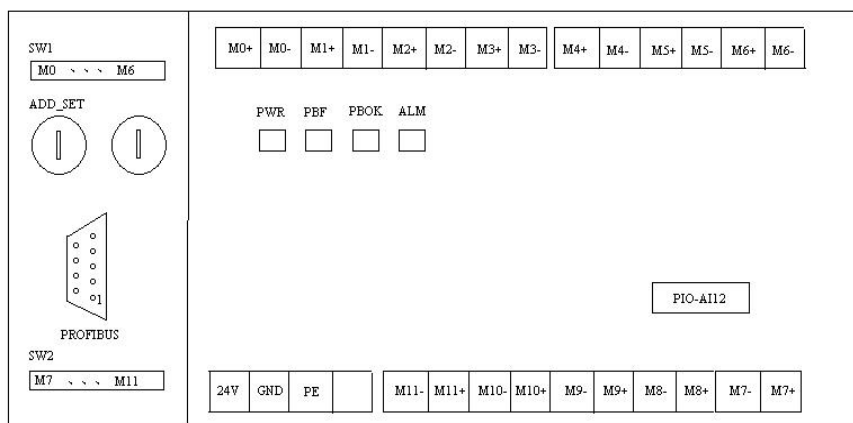 SW1
M0 、、、 M6
ADD_SET
PROFIBUS
1
SW2
M7 、、、 M11
M0+ M0- M1+ M1- M2+ M2- M3+ M3- M4+ M4- M5+ M5- M6+ M6-
PWR PBF PBOK ALM
PIO-AI12
24V GND PE M11- M11+ M10- M10+ M9- M9+ M8- M8+ M7- M7+